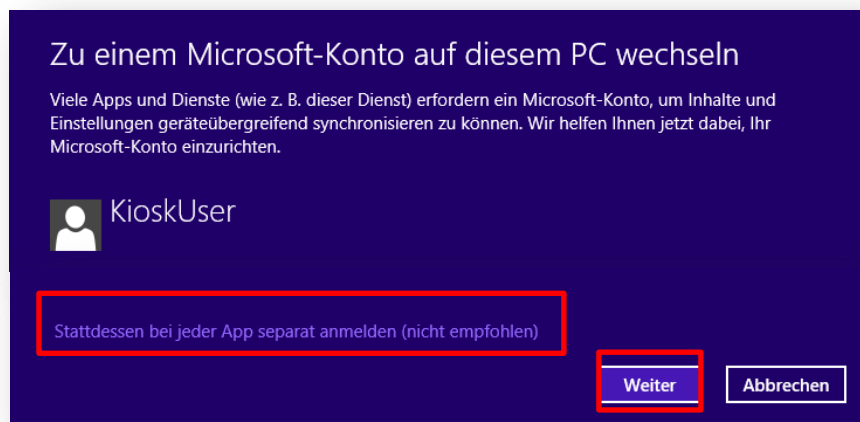 Zu einem Microsoft-Konto auf diesem PC wechseln
Viele Apps und Dienste (wie z. B. dieser Dienst) erfordern ein Microsoft-Konto, um Inhalte und
Einstellungen geräteübergreifend synchronisieren zu können. Wir helfen Ihnen jetzt dabei, Ihr
Microsoft-Konto einzurichten.
KioskUser
Stattdessen bei jeder App separat anmelden (nicht empfohlen)
Weiter
Abbrechen